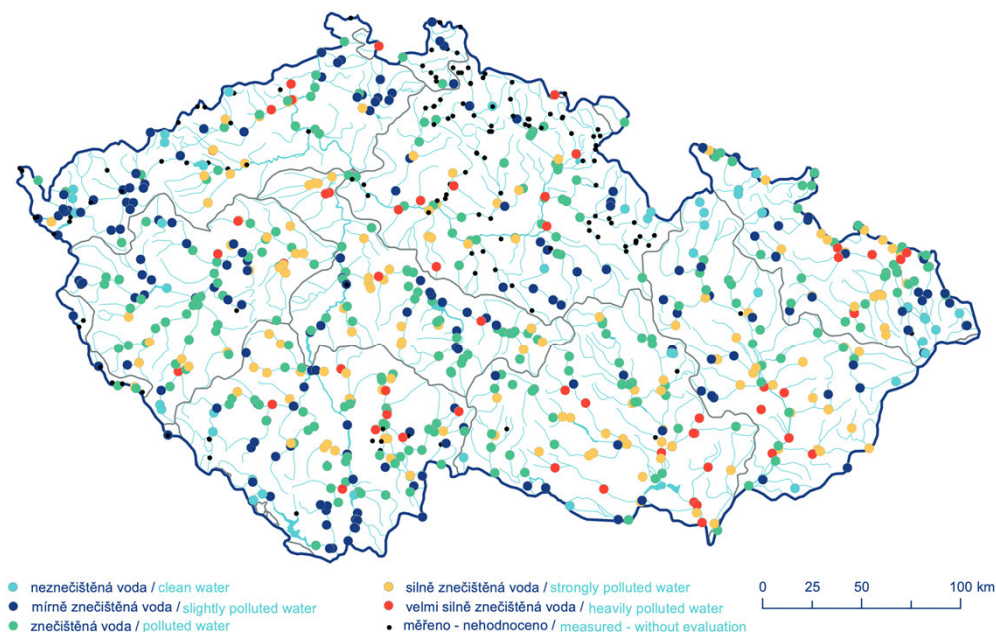 neznečištěná voda / clean water
mírně znečištěná voda / slightly polluted water
znečištěná voda / polluted water
silně znečištěná voda / strongly polluted water
velmi silně znečištěná voda / heavily polluted water
měřeno - nehodnoceno / measured - without evaluation
0 25 50 100 km